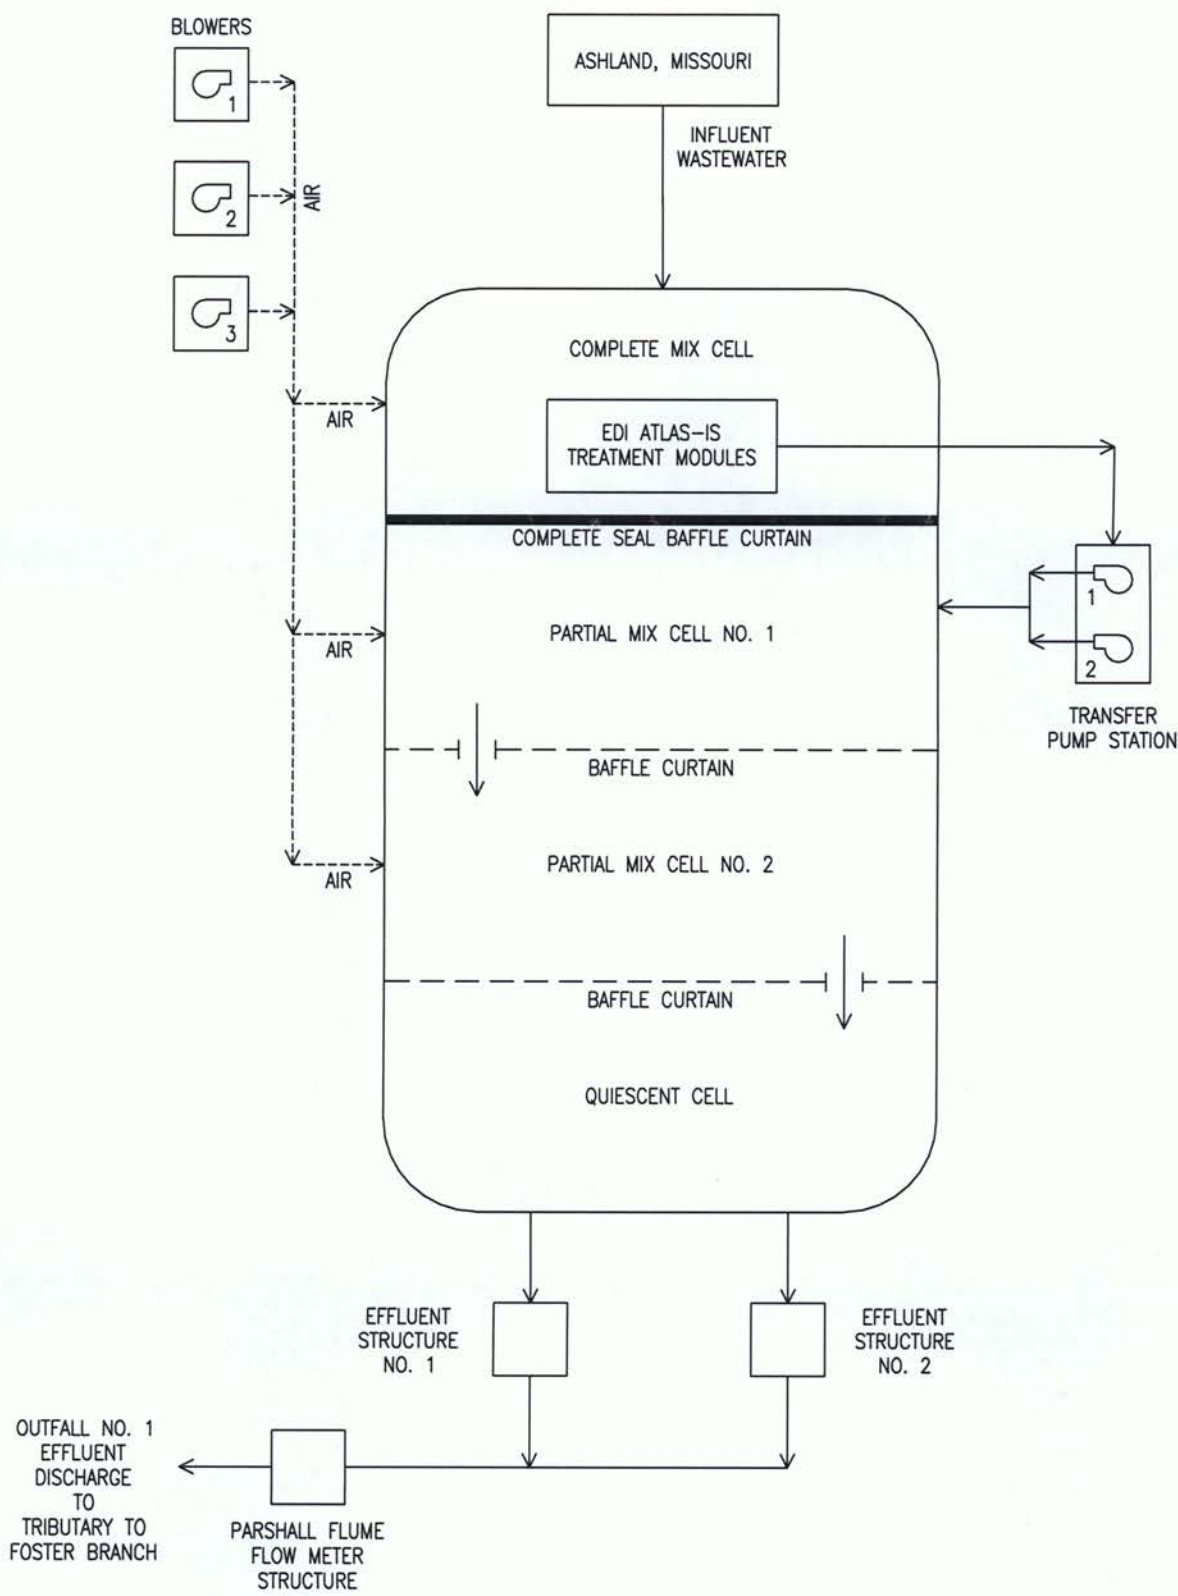 BLOWERS
1
2
3
AIR
ASHLAND, MISSOURI
INFLUENT
WASTEWATER
COMPLETE MIX CELL
AIR
EDI ATLAS-IS
TREATMENT MODULES
COMPLETE SEAL BAFFLE CURTAIN
1
2
TRANSFER
PUMP STATION
PARTIAL MIX CELL NO. 1
AIR
BAFFLE CURTAIN
PARTIAL MIX CELL NO. 2
AIR
BAFFLE CURTAIN
QUIESCENT CELL
EFFLUENT
STRUCTURE
NO. 1
EFFLUENT
STRUCTURE
NO. 2
OUTFALL NO. 1
EFFLUENT
DISCHARGE
TO
TRIBUTARY TO
FOSTER BRANCH
PARSHALL FLUME
FLOW METER
STRUCTURE